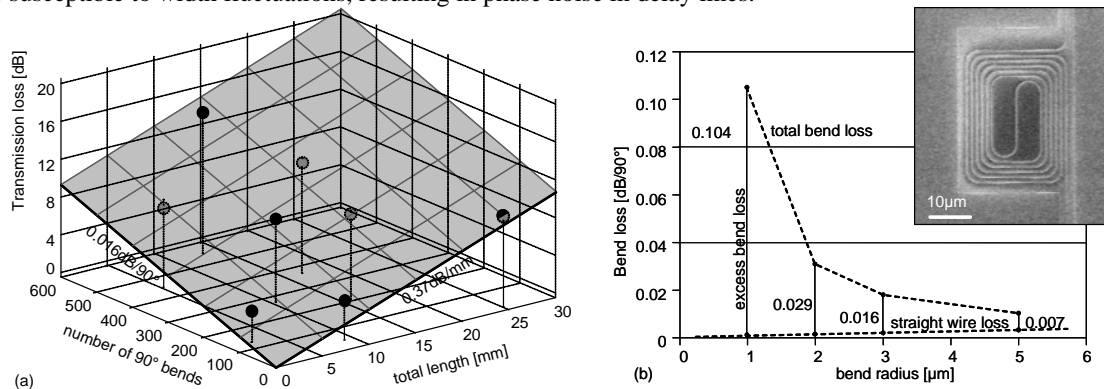 susceptible to width fluctuations, resulting in phase noise in delay lines.
Transmission loss [dB]
20
16
12
8
4
0
600
500
400
300
200
100
0
number of 90° bends
0
5
10
15
20
25
30
total length [mm]
0.016dB/90°
0.37dB/mm
(a)
Bend loss [dB/90°]
0.12
0.10
0.08
0.06
0.04
0.02
0.00
0.104
total bend loss
excess bend loss
0.029
0.016
straight wire loss
0.007
0
1
2
3
4
5
6
bend radius [µm]
(b)
10µm